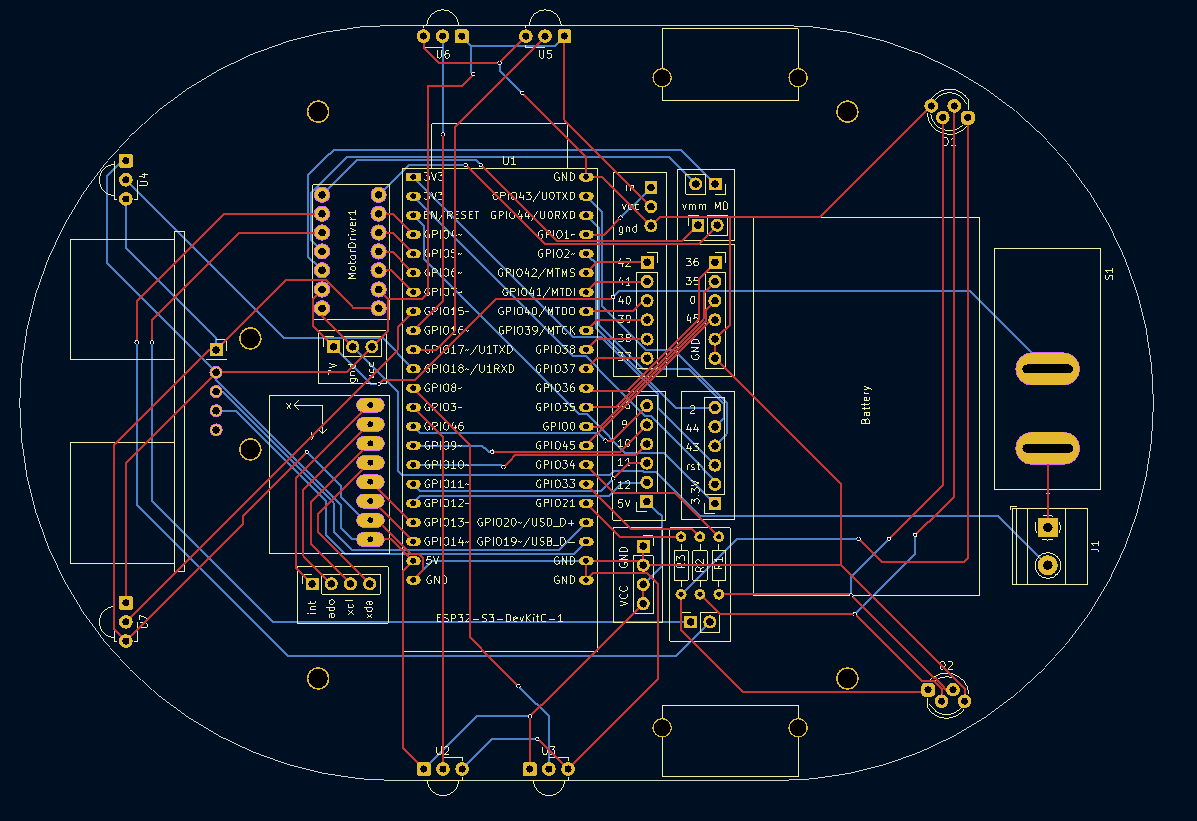 U6
U5
D1
U4
U1
3V3
GND
3V3
GPIO43/U0TXD
EN/RESET
GPIO44/U0RXD
GPIO4~
GPIO1~
GPIO5~
GPIO2~
GPIO6~
GPIO42/MTMS
GPIO7~
GPIO41/MTDI
GPIO15~
GPIO40/MTDO
GPIO16~
GPIO39/MTCK
GPIO17~/U1TXD
GPIO38
GPIO18~/U1RXD
GPIO37
GPIO8~
GPIO36
GPIO3~
GPIO35
GPIO46
GPIO0
GPIO9~
GPIO45
GPIO10~
GPIO34
GPIO11~
GPIO33
GPIO12~
GPIO21
GPIO13~
GPIO20~/USB_D+
GPIO14~
GPIO19~/USB_D-
5V
GND
GND
GND
ESP32-S3-DevKitC-1
MotorDriver1
7V
gnd
vcc
vcc
gnd
vmm
MD
42
41
40
39
38
37
36
35
0
45
GND
9
10
11
12
5V
2
44
43
rst
3.3V
x
y
int
ado
xcl
xda
GND
VCC
R3
R2
R1
Battery
S1
J1
U7
U2
U3